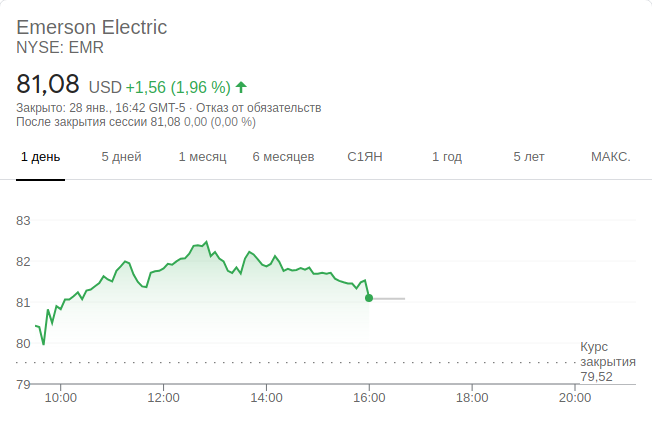 Emerson Electric
NYSE: EMR
81,08 USD +1,56 (1,96 %)
Закрыто: 28 янв., 16:42 GMT-5 · Отказ от обязательств
После закрытия сессии 81,08 0,00 (0,00 %)
1 день 5 дней 1 месяц 6 месяцев С1ЯН 1 год 5 лет МАКС.
83
82
81
80
Курс
закрытия
79,52
79
10:00 12:00 14:00 16:00 18:00 20:00